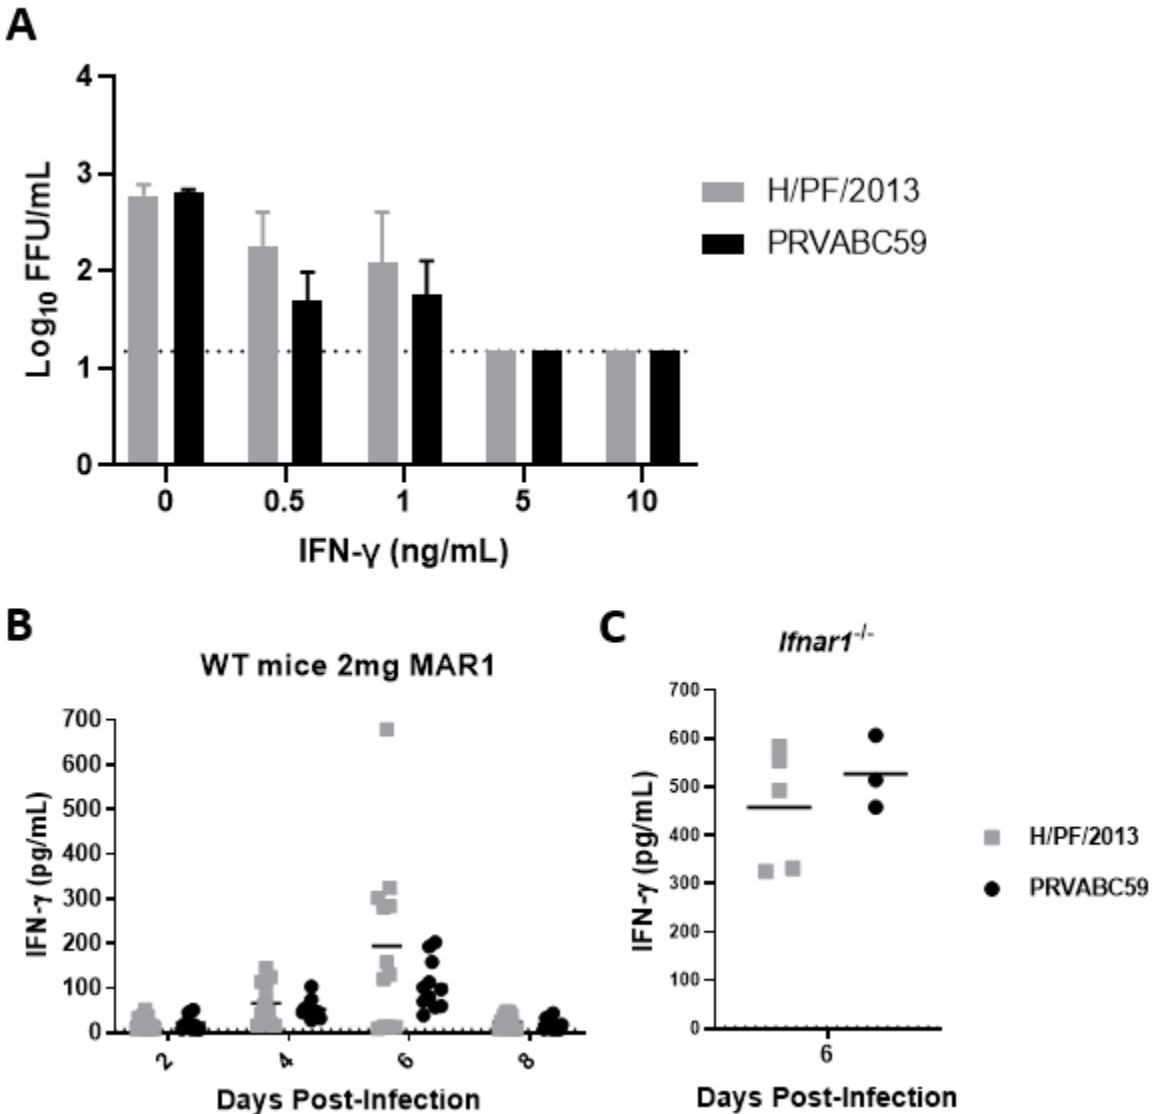 A
4
3
2
1
0
Log10 FFU/mL
0 0.5 1 5 10
IFN-γ (ng/mL)
H/PF/2013
PRVABC59
B
WT mice 2mg MAR1
700
600
500
400
300
200
100
0
IFN-γ (pg/mL)
2 4 6 8
Days Post-Infection
C
Ifnar1-/-
700
600
500
400
300
200
100
0
IFN-γ (pg/mL)
6
Days Post-Infection
H/PF/2013
PRVABC59